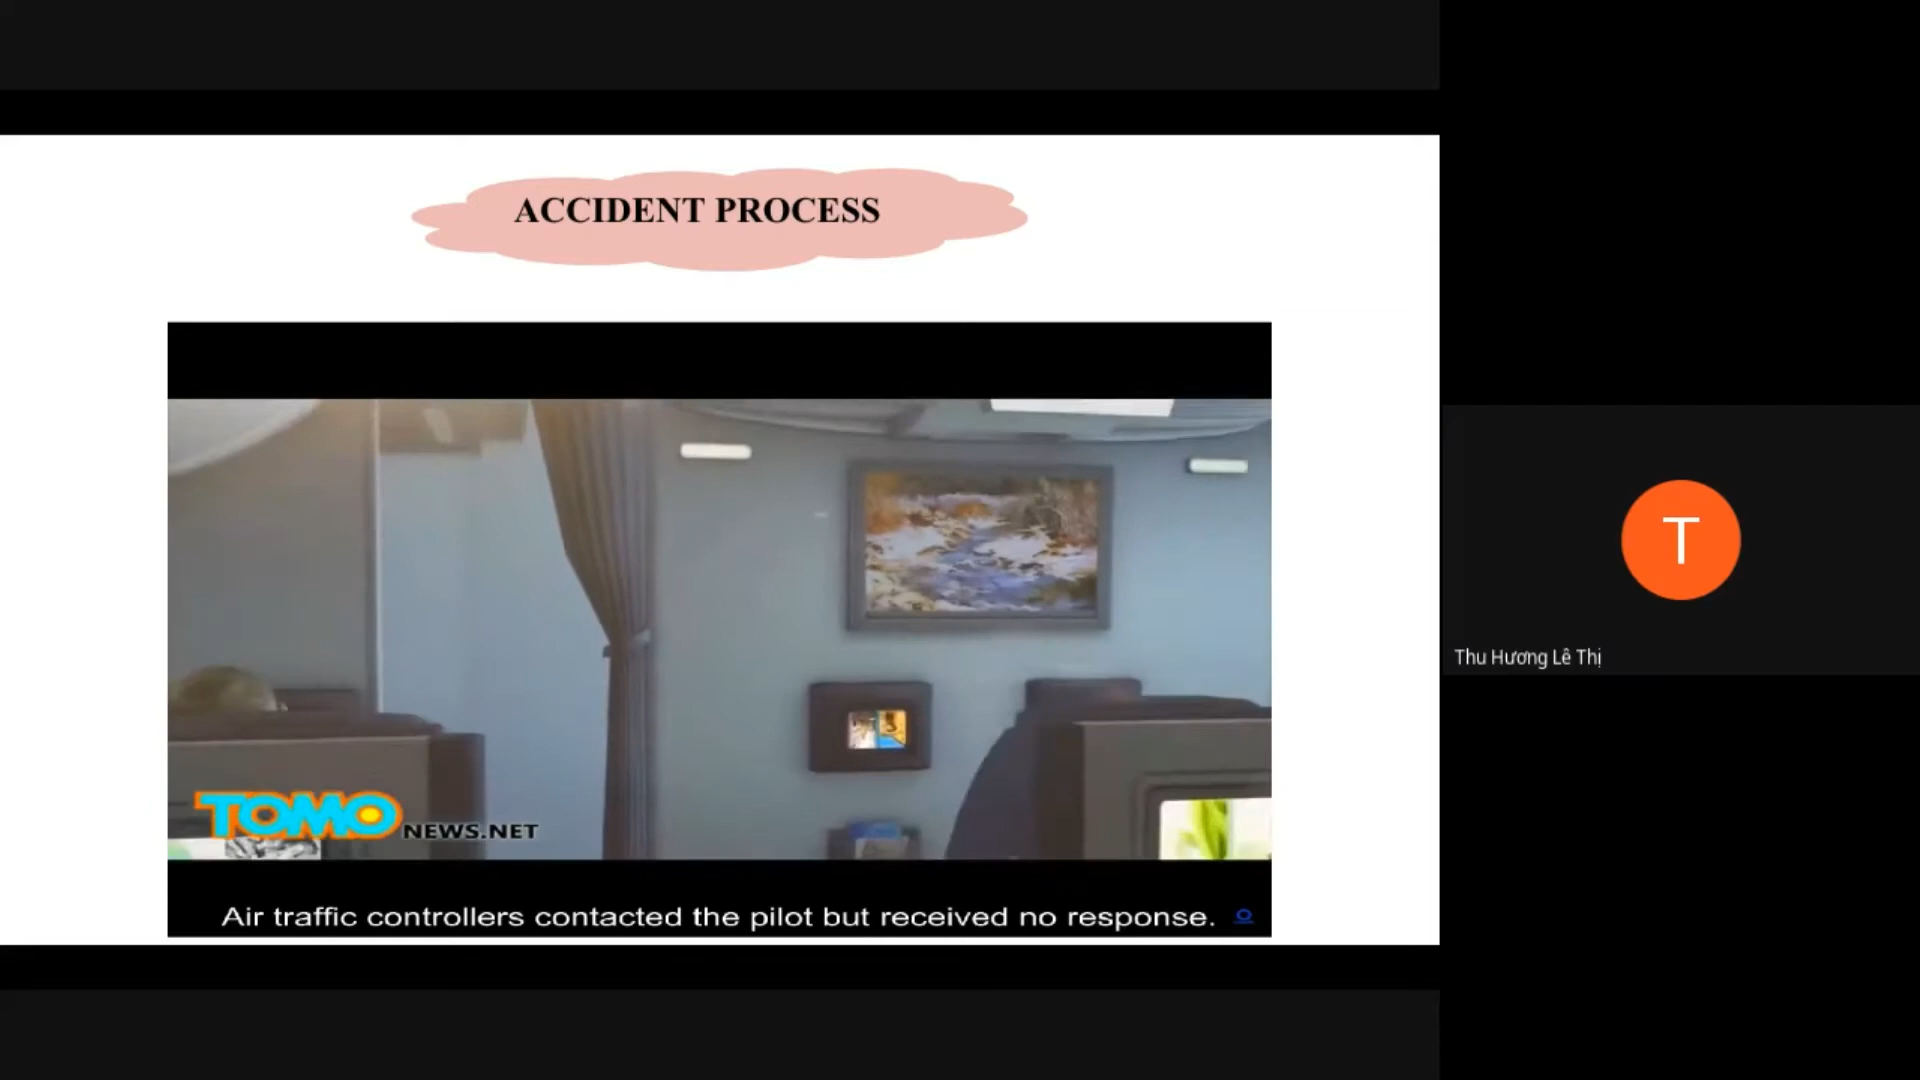 ACCIDENT PROCESS
TOMO NEWS.NET
Air traffic controllers contacted the pilot but received no response.
T
Thu Hương Lê Thị